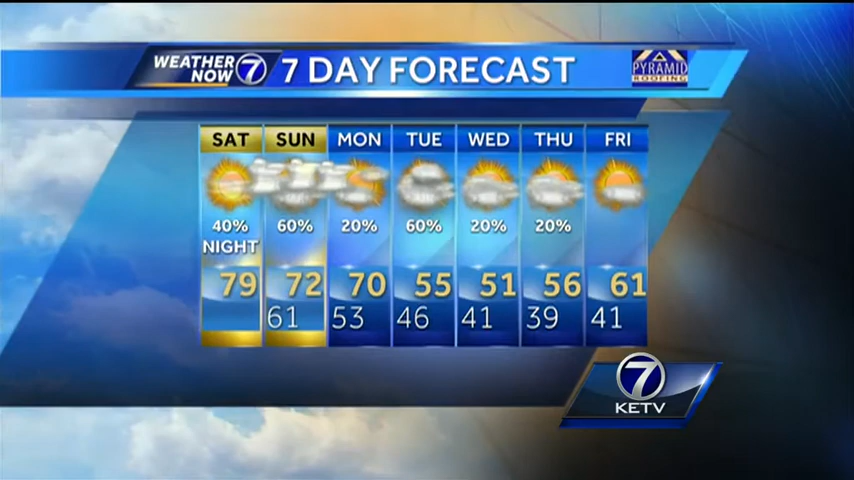 WEATHER NOW 7
7 DAY FORECAST
PYRAMID
ROOFING
SAT SUN MON TUE WED THU FRI
40% 60% 20% 60% 20% 20%
NIGHT
79 72 70 55 51 56 61
61 53 46 41 39 41
7
KETV